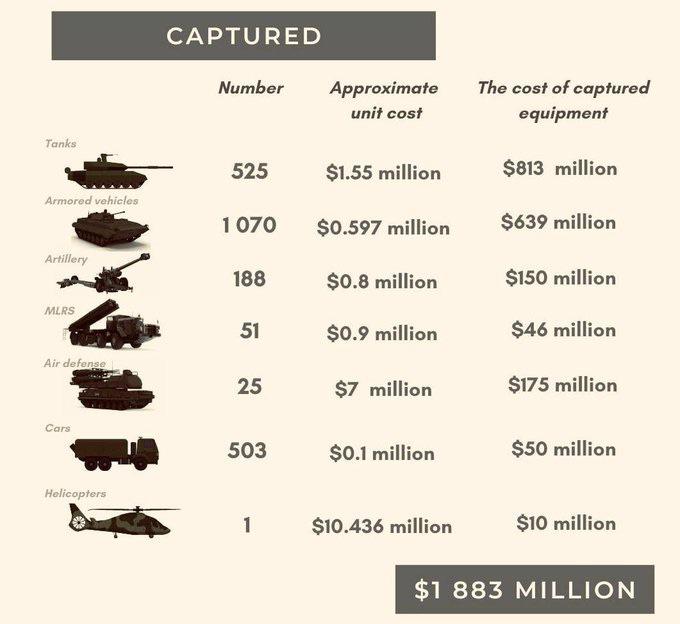 CAPTURED
Number Approximate unit cost The cost of captured equipment
Tanks
525 $1.55 million $813 million
Armored vehicles
1 070 $0.597 million $639 million
Artillery
188 $0.8 million $150 million
MLRS
51 $0.9 million $46 million
Air defense
25 $7 million $175 million
Cars
503 $0.1 million $50 million
Helicopters
1 $10.436 million $10 million
$1 883 MILLION